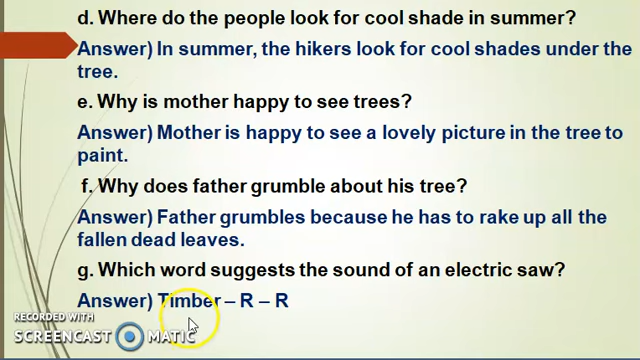 d. Where do the people look for cool shade in summer?
Answer) In summer, the hikers look for cool shades under the
tree.
e. Why is mother happy to see trees?
Answer) Mother is happy to see a lovely picture in the tree to
paint.
f. Why does father grumble about his tree?
Answer) Father grumbles because he has to rake up all the
fallen dead leaves.
g. Which word suggests the sound of an electric saw?
Answer) Timber – R – R
RECORDED WITH
SCREENCAST MATIC